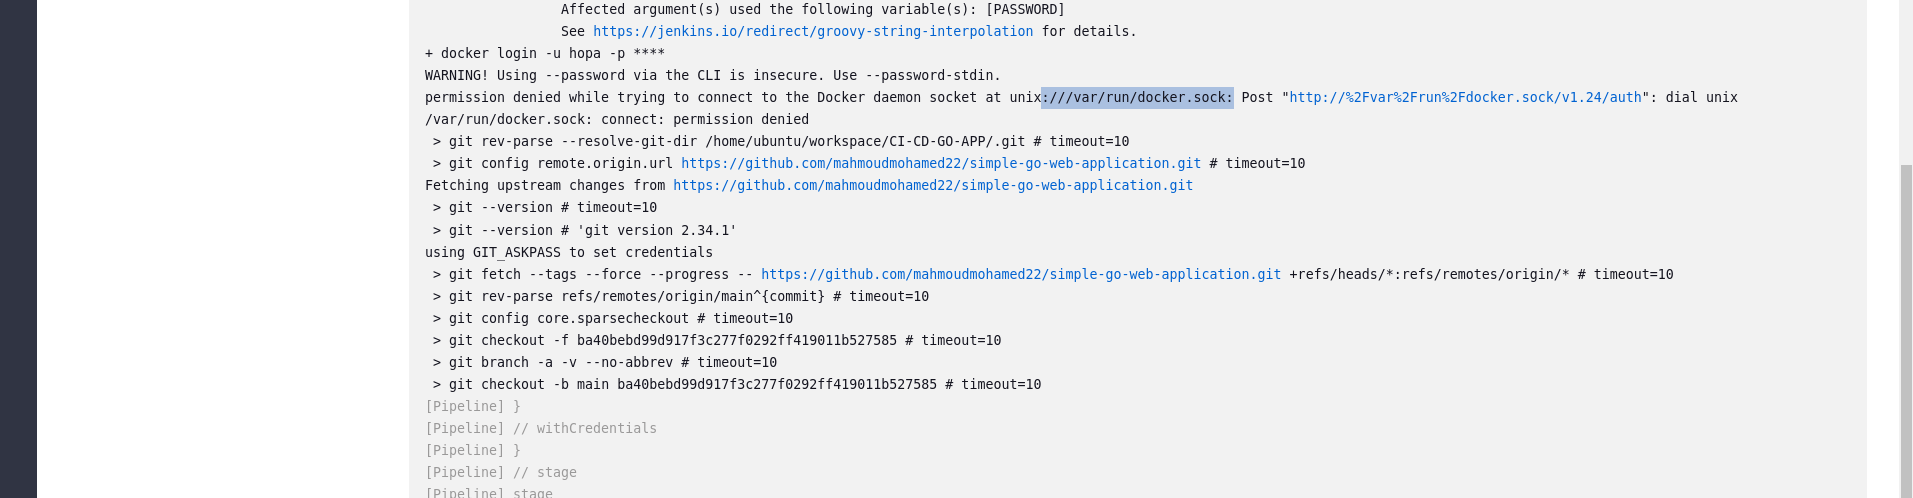 Affected argument(s) used the following variable(s): [PASSWORD]
See https://jenkins.io/redirect/groovy-string-interpolation for details.
+ docker login -u hopa -p ****
WARNING! Using --password via the CLI is insecure. Use --password-stdin.
permission denied while trying to connect to the Docker daemon socket at unix:///var/run/docker.sock: Post "http://%2Fvar%2Frun%2Fdocker.sock/v1.24/auth": dial unix
/var/run/docker.sock: connect: permission denied
> git rev-parse --resolve-git-dir /home/ubuntu/workspace/CI-CD-GO-APP/.git # timeout=10
> git config remote.origin.url https://github.com/mahmoudmohamed22/simple-go-web-application.git # timeout=10
Fetching upstream changes from https://github.com/mahmoudmohamed22/simple-go-web-application.git
> git --version # timeout=10
> git --version # 'git version 2.34.1'
using GIT_ASKPASS to set credentials
> git fetch --tags --force --progress -- https://github.com/mahmoudmohamed22/simple-go-web-application.git +refs/heads/*:refs/remotes/origin/* # timeout=10
> git rev-parse refs/remotes/origin/main^{commit} # timeout=10
> git config core.sparsecheckout # timeout=10
> git checkout -f ba40bebd99d917f3c277f0292ff419011b527585 # timeout=10
> git branch -a -v --no-abbrev # timeout=10
> git checkout -b main ba40bebd99d917f3c277f0292ff419011b527585 # timeout=10
[Pipeline] }
[Pipeline] // withCredentials
[Pipeline] }
[Pipeline] // stage
[Pipeline] stage